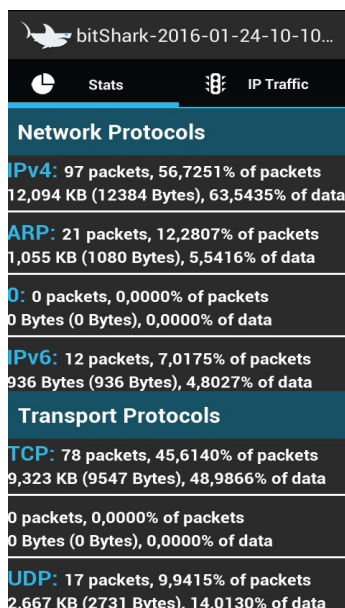 bitShark-2016-01-24-10-10...
Stats
IP Traffic
Network Protocols
IPv4: 97 packets, 56,7251% of packets
12,094 KB (12384 Bytes), 63,5435% of data
ARP: 21 packets, 12,2807% of packets
1,055 KB (1080 Bytes), 5,5416% of data
0: 0 packets, 0,0000% of packets
0 Bytes (0 Bytes), 0,0000% of data
IPv6: 12 packets, 7,0175% of packets
936 Bytes (936 Bytes), 4,8027% of data
Transport Protocols
TCP: 78 packets, 45,6140% of packets
9,323 KB (9547 Bytes), 48,9866% of data
0 packets, 0,0000% of packets
0 Bytes (0 Bytes), 0,0000% of data
UDP: 17 packets, 9,9415% of packets
2,667 KB (2731 Bytes), 14,0130% of data